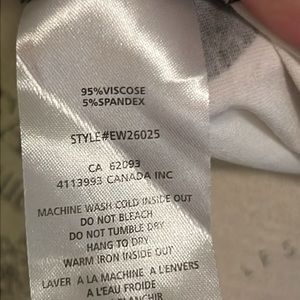 95%VISCOSE
5%SPANDEX
STYLE#EW26025
CA 62093
4113993 CANADA INC
MACHINE WASH COLD INSIDE OUT
DO NOT BLEACH
DO NOT TUMBLE DRY
HANG TO DRY
WARM IRON INSIDE OUT
LAVER A LA MACHINE A L'ENVERS
A L'EAU FROIDE
BLANCHIR